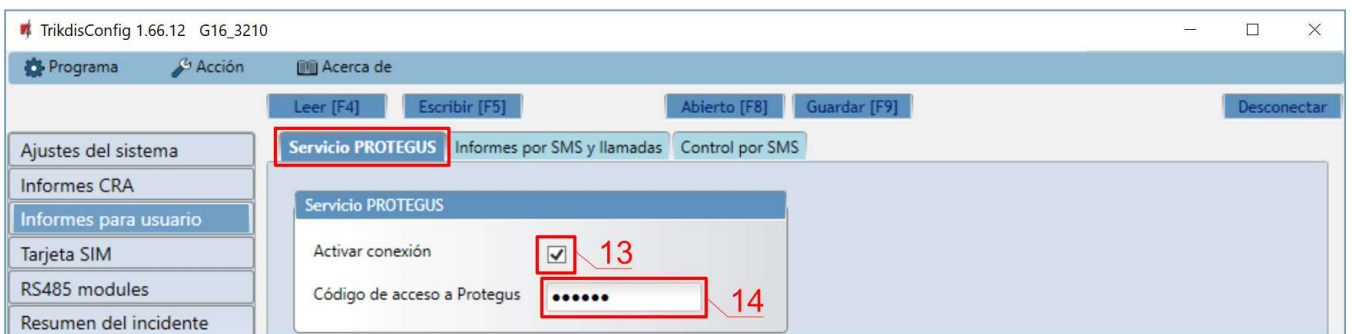 TrikdisConfig 1.66.12 G16_3210
Programa Acción Acerca de
Leer [F4] Escribir [F5] Abierto [F8] Guardar [F9] Desconectar
Servicio PROTEGUS Informes por SMS y llamadas Control por SMS
Ajustes del sistema
Informes CRA
Informes para usuario
Tarjeta SIM
RS485 modules
Resumen del incidente
Servicio PROTEGUS
Activar conexión 13
Código de acceso a Protegus •••••• 14